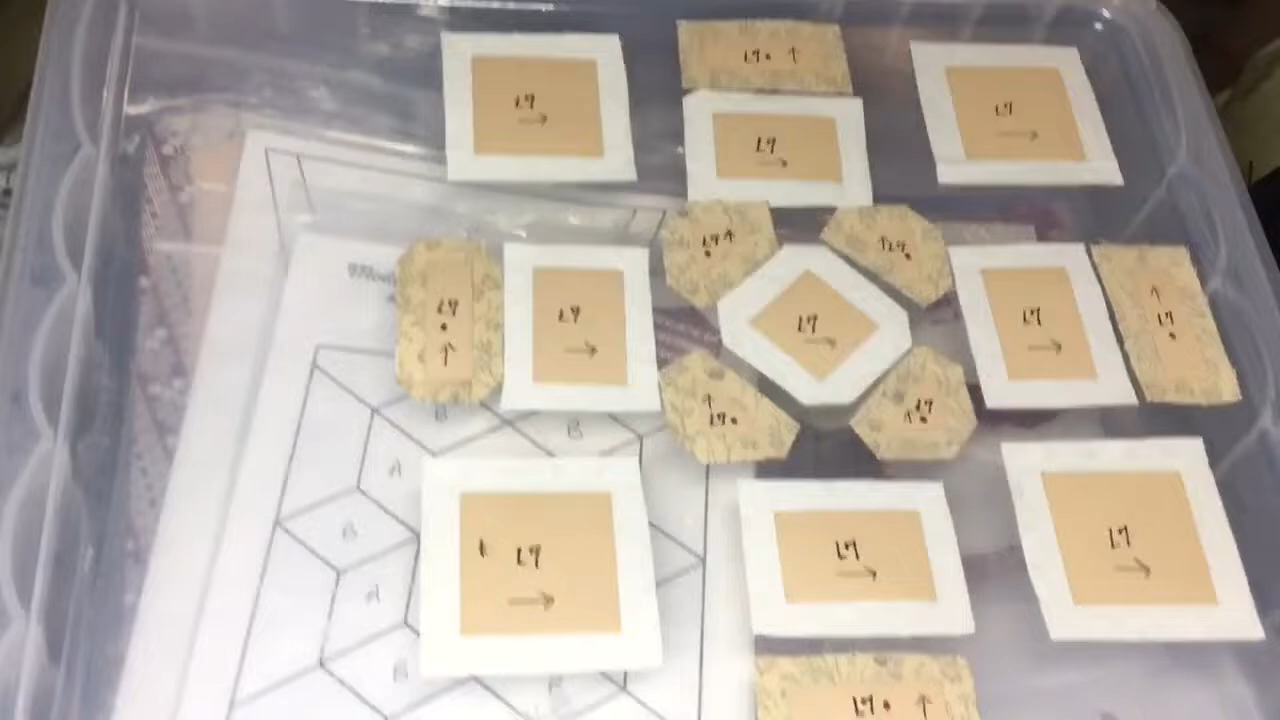 L9
→
L9. ↑
L9
→
L9
→
L9 ↑
.
↑ L9
.
L9
.
↑
L9
→
L9
→
L9
→
↑
L9
.
↑
L9.
↑ L9
.
B
B
A
B
A
B
L9
→
L9
→
L9
→
L9. ↑